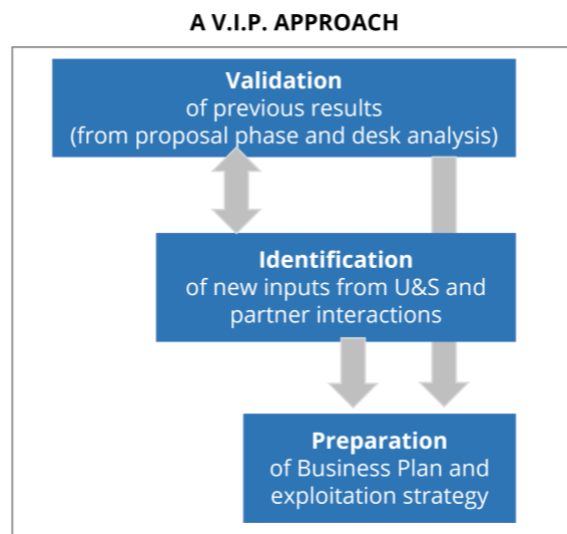 A V.I.P. APPROACH
Validation
of previous results
(from proposal phase and desk analysis)
Identification
of new inputs from U&S and
partner interactions
Preparation
of Business Plan and
exploitation strategy